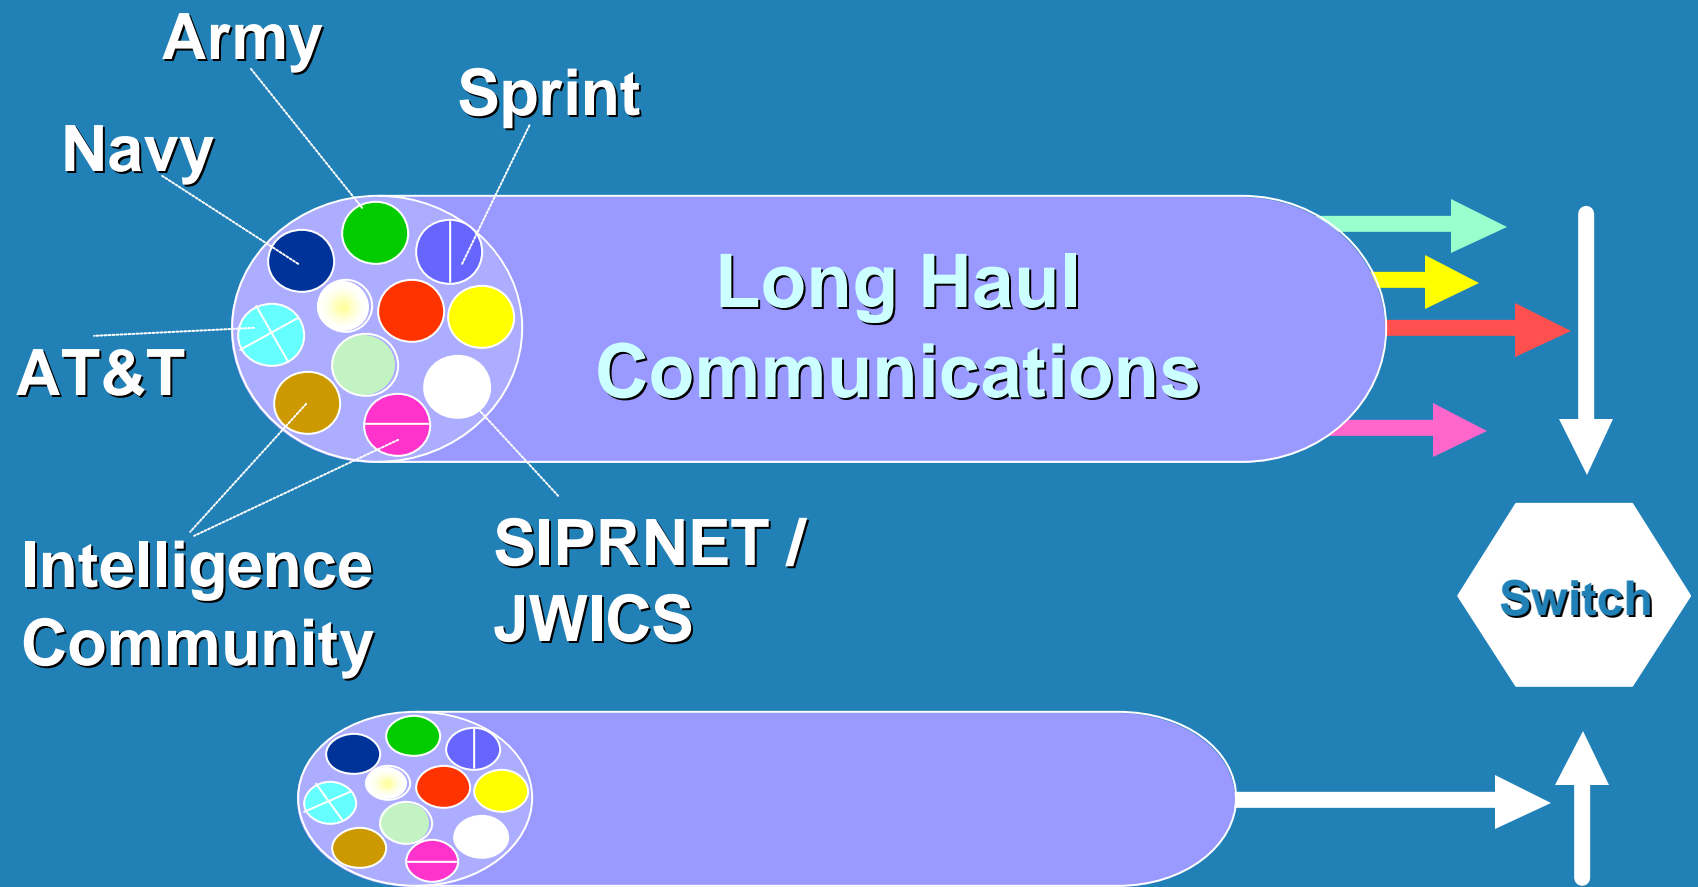 Army
Sprint
Navy
Long Haul
Communications
AT&T
SIPRNET /
JWICS
Intelligence
Community
Switch